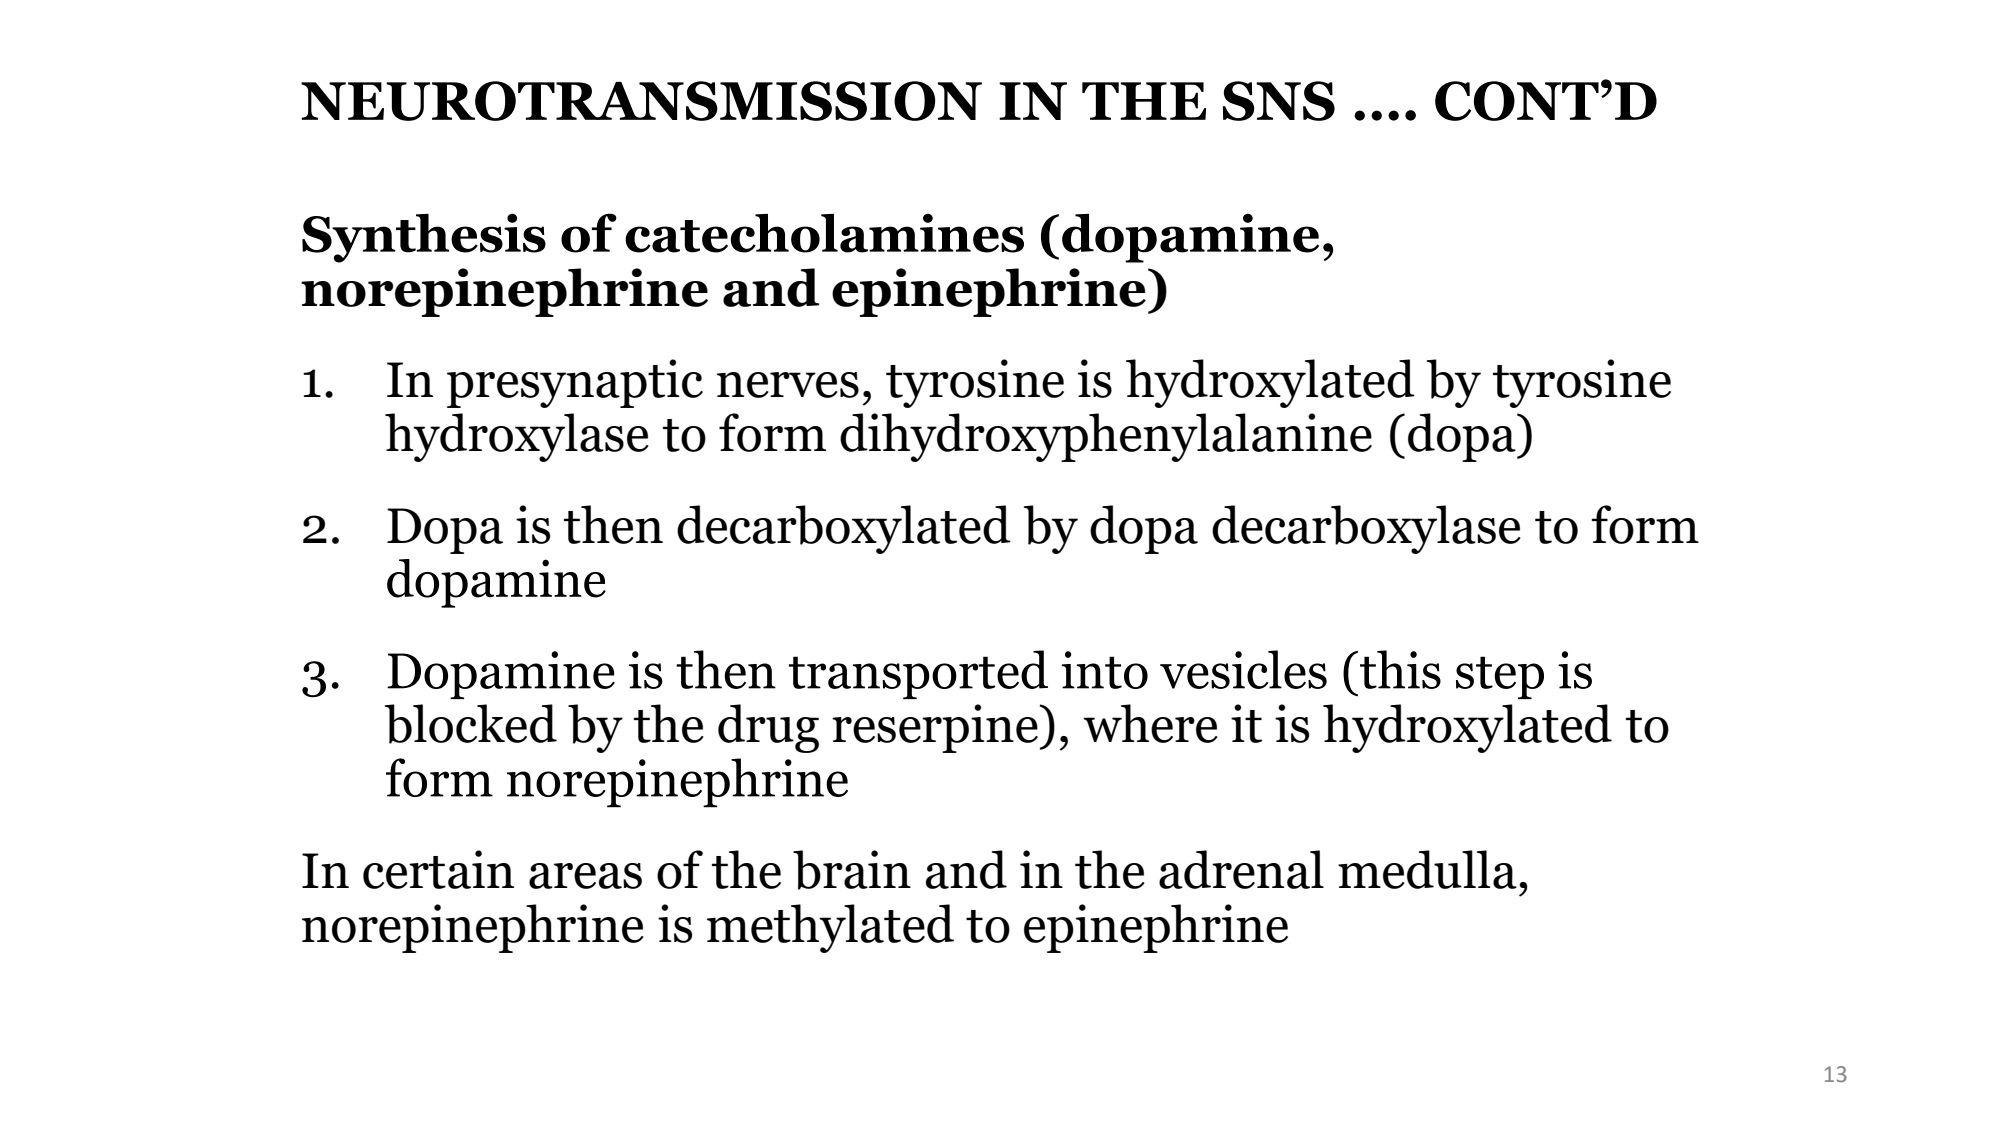 NEUROTRANSMISSION IN THE SNS .... CONT’D
Synthesis of catecholamines (dopamine,
norepinephrine and epinephrine)
1. In presynaptic nerves, tyrosine is hydroxylated by tyrosine
hydroxylase to form dihydroxyphenylalanine (dopa)
2. Dopa is then decarboxylated by dopa decarboxylase to form
dopamine
3. Dopamine is then transported into vesicles (this step is
blocked by the drug reserpine), where it is hydroxylated to
form norepinephrine
In certain areas of the brain and in the adrenal medulla,
norepinephrine is methylated to epinephrine
13